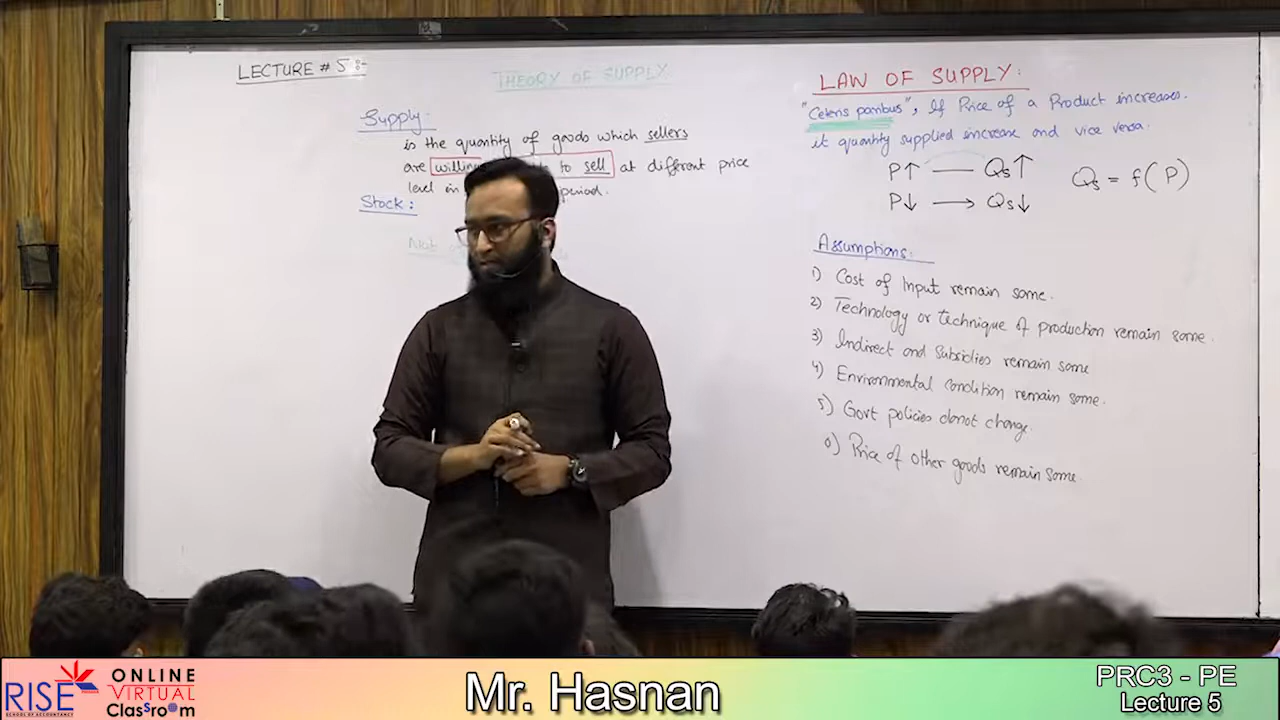 LECTURE # 5 :-
THEORY OF SUPPLY
Supply:
is the quantity of goods which sellers
are willing to sell at different price
level in period.
Stock:
LAW OF SUPPLY:
"Ceteris paribus", If Price of a Product increases.
it quantity supplied increase and vice versa.
P↑ — Qs↑
P↓ → Qs↓
Qs = f(P)
Assumptions:
1) Cost of Input remain same.
2) Technology or technique of production remain same.
3) Indirect and Subsidies remain same
4) Environmental condition remain same.
5) Govt policies donot change.
6) Price of other goods remain same.
RISE
SCHOOL OF ACCOUNTANCY
ONLINE
VIRTUAL
ClasSro@m
Mr. Hasnan
PRC3 - PE
Lecture 5